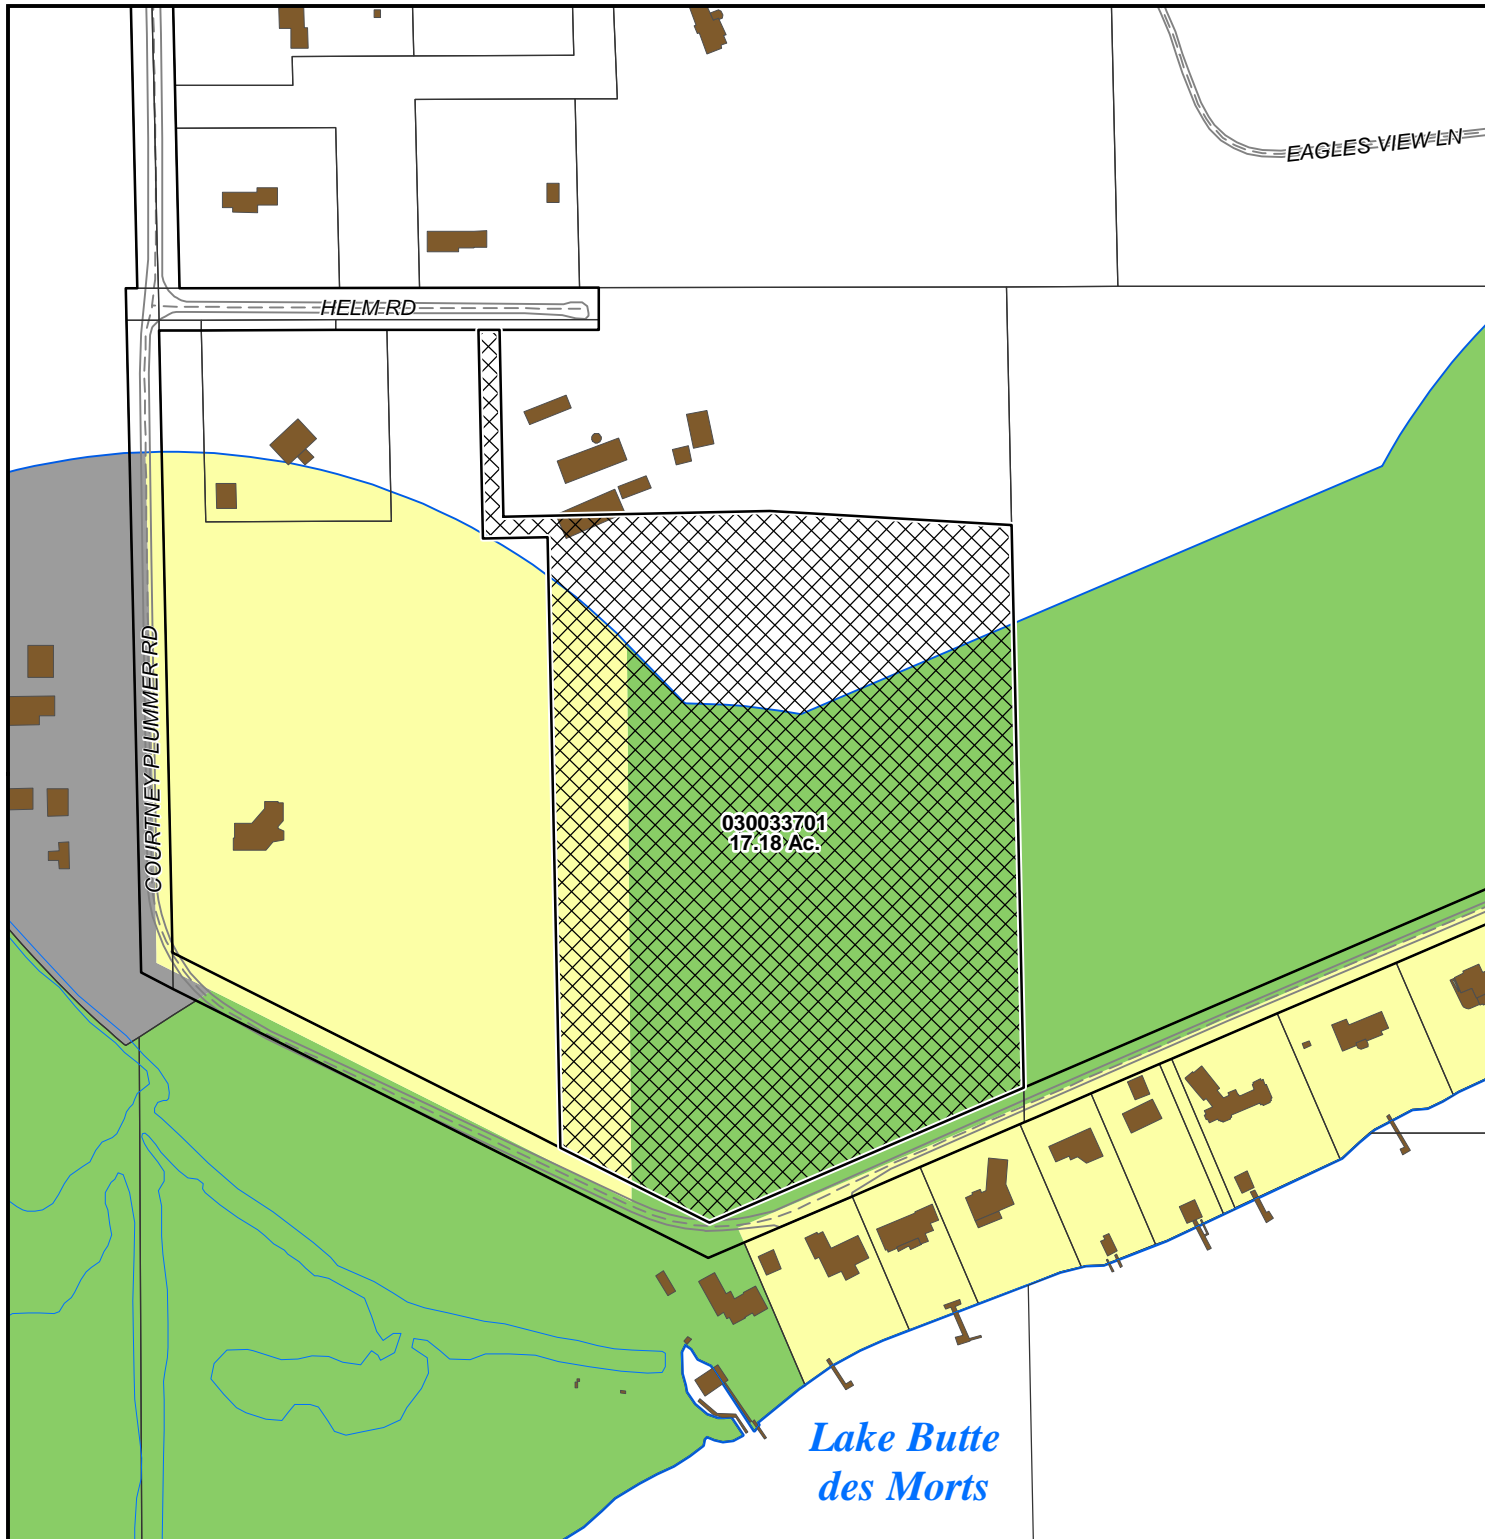 EAGLES VIEW LN
HELM RD
COURTNEY PLUMMER RD
030033701
17.18 Ac.
Lake Butte
des Morts